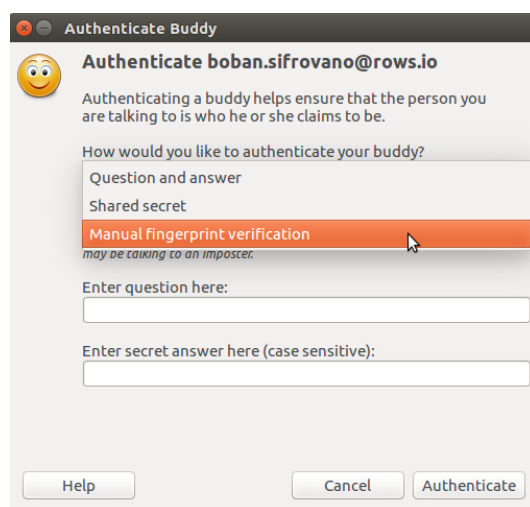 Authenticate Buddy
Authenticate boban.sifrovano@rows.io
Authenticating a buddy helps ensure that the person you
are talking to is who he or she claims to be.
How would you like to authenticate your buddy?
Question and answer
Shared secret
Manual fingerprint verification
may be talking to an imposter.
Enter question here:
Enter secret answer here (case sensitive):
Help
Cancel
Authenticate